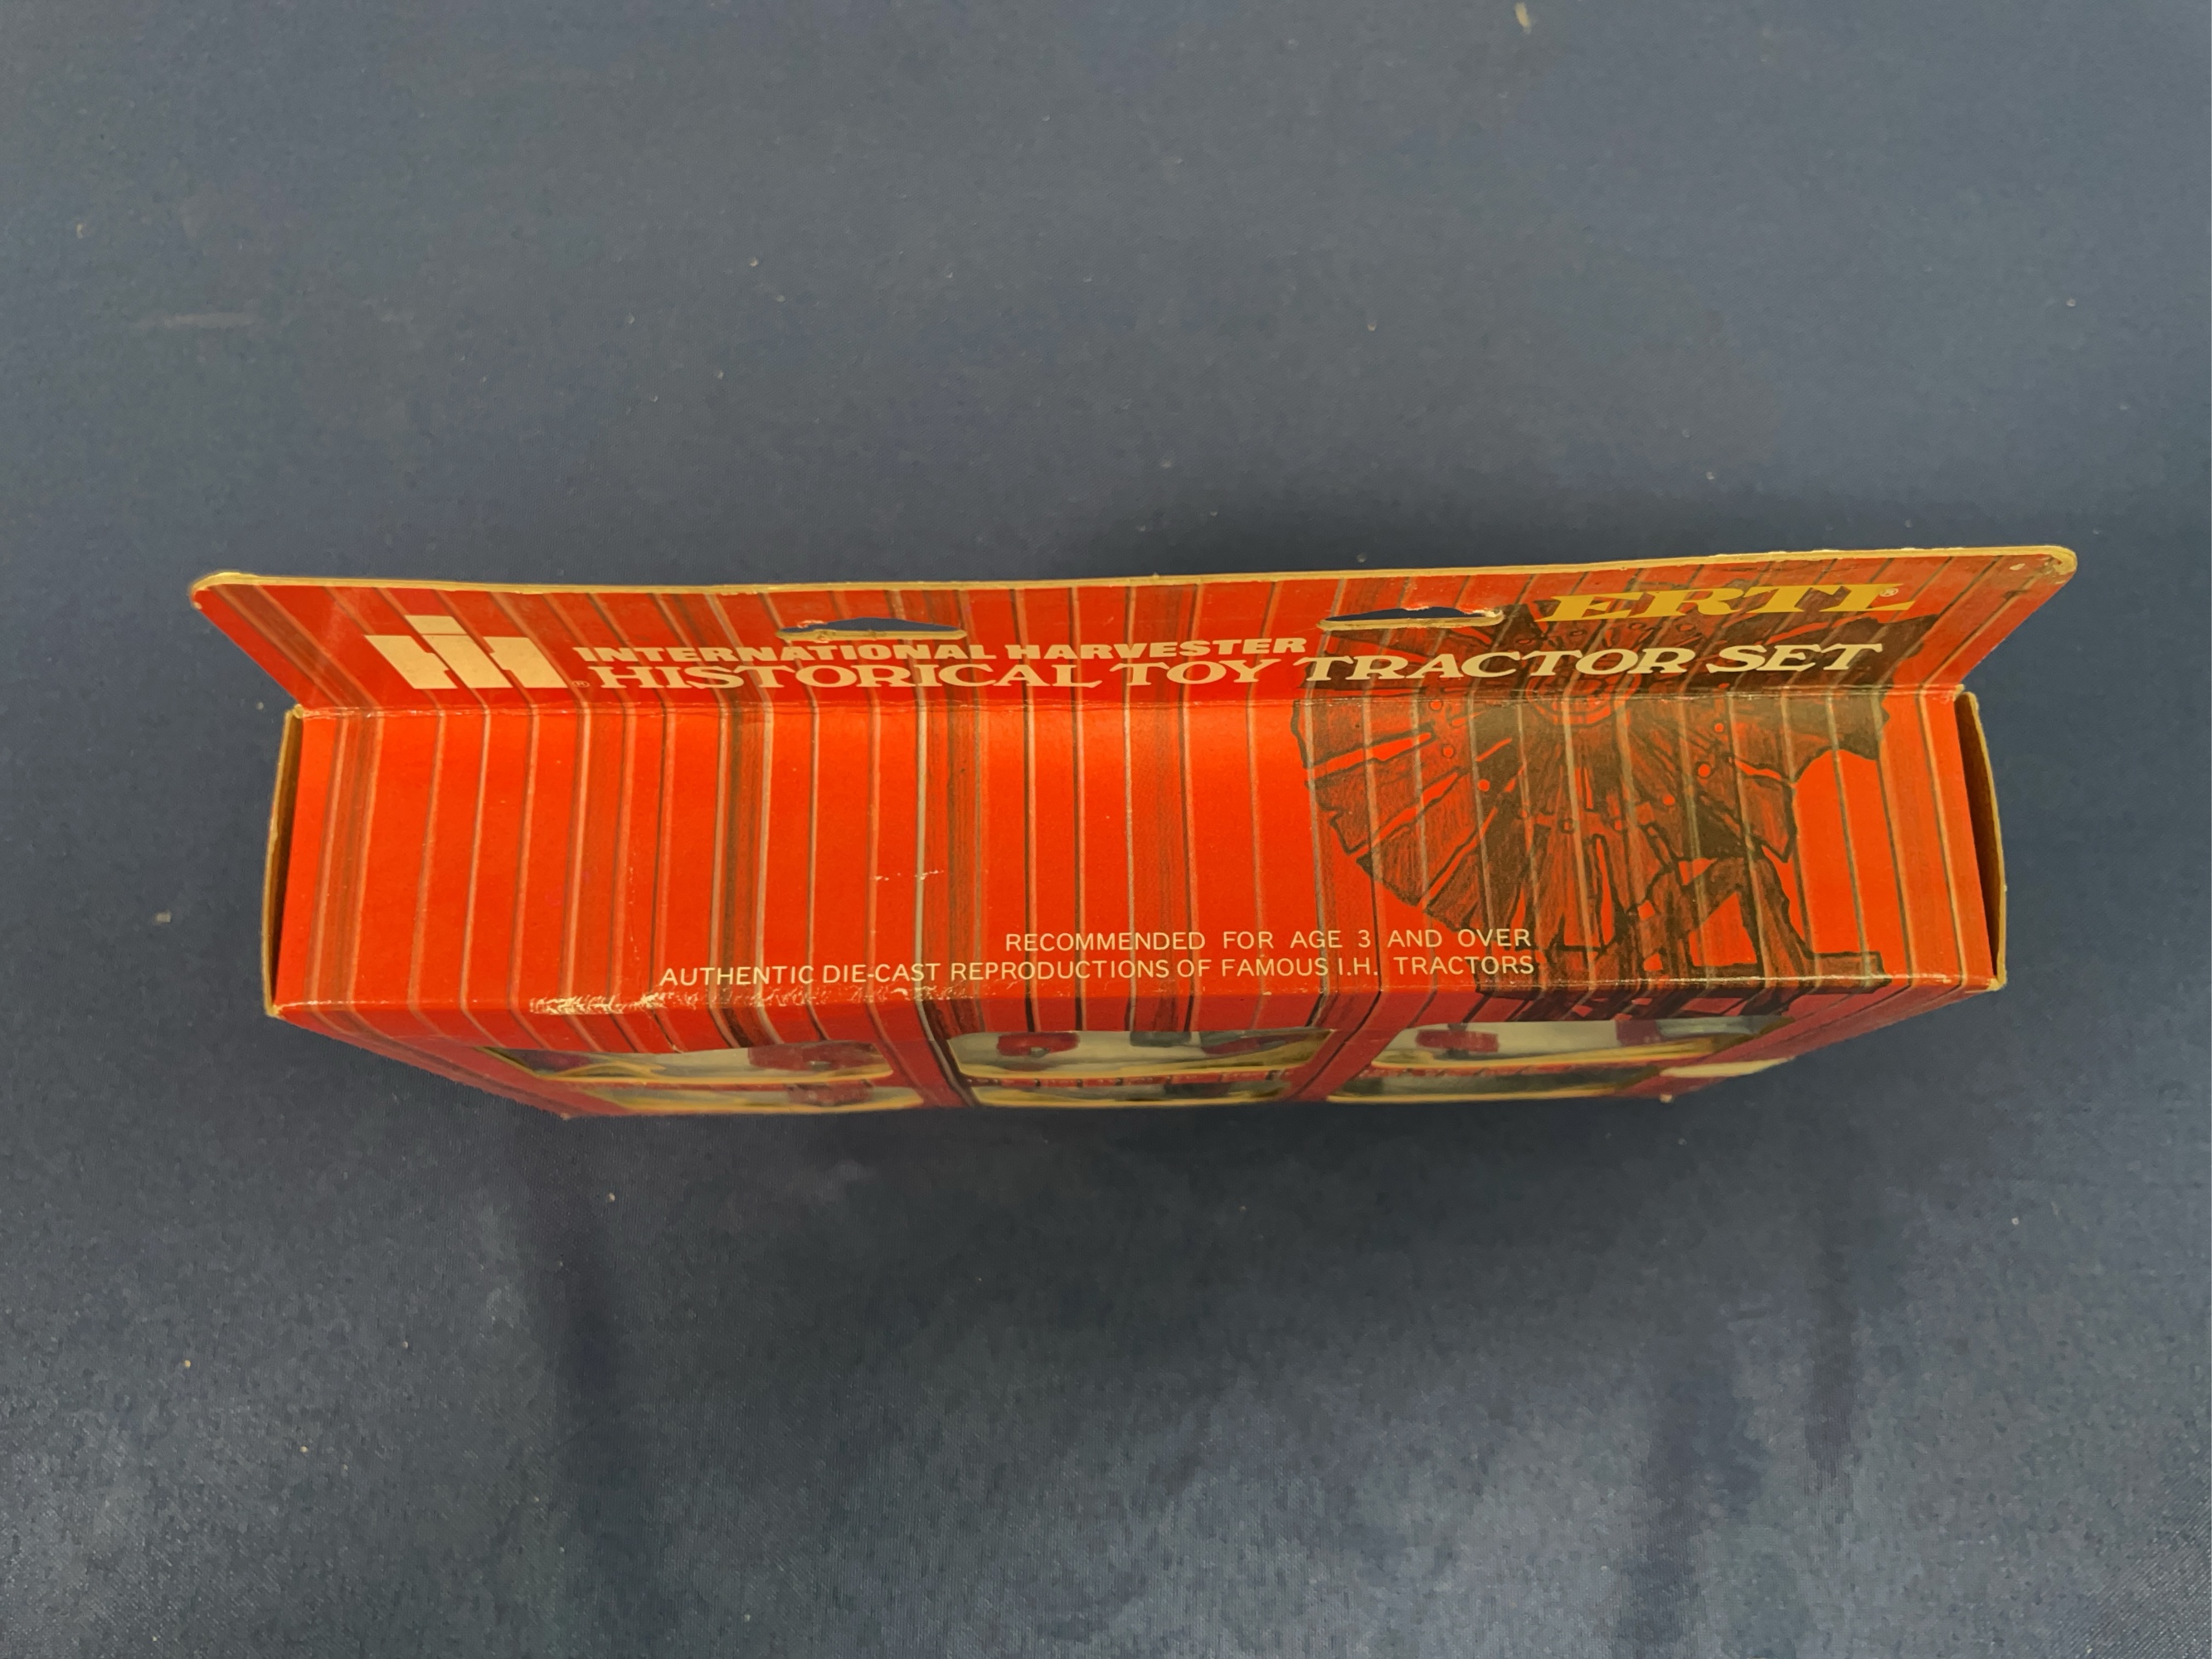 ERTL®
IH® INTERNATIONAL HARVESTER
HISTORICAL TOY TRACTOR SET
RECOMMENDED FOR AGE 3 AND OVER
AUTHENTIC DIE-CAST REPRODUCTIONS OF FAMOUS I.H. TRACTORS